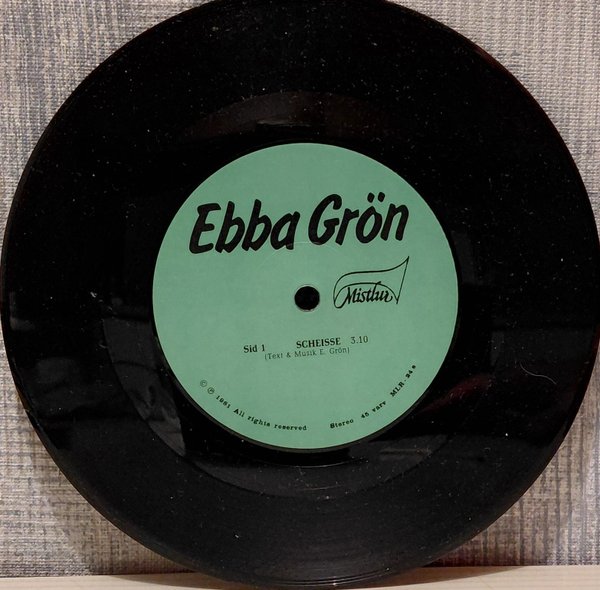 Ebba Grön
Mistlur
Sid 1 SCHEISSE 3.10
(Text & Musik E. Grön)
© ℗ 1981 All rights reserved Stereo 45 varv MLR-24s